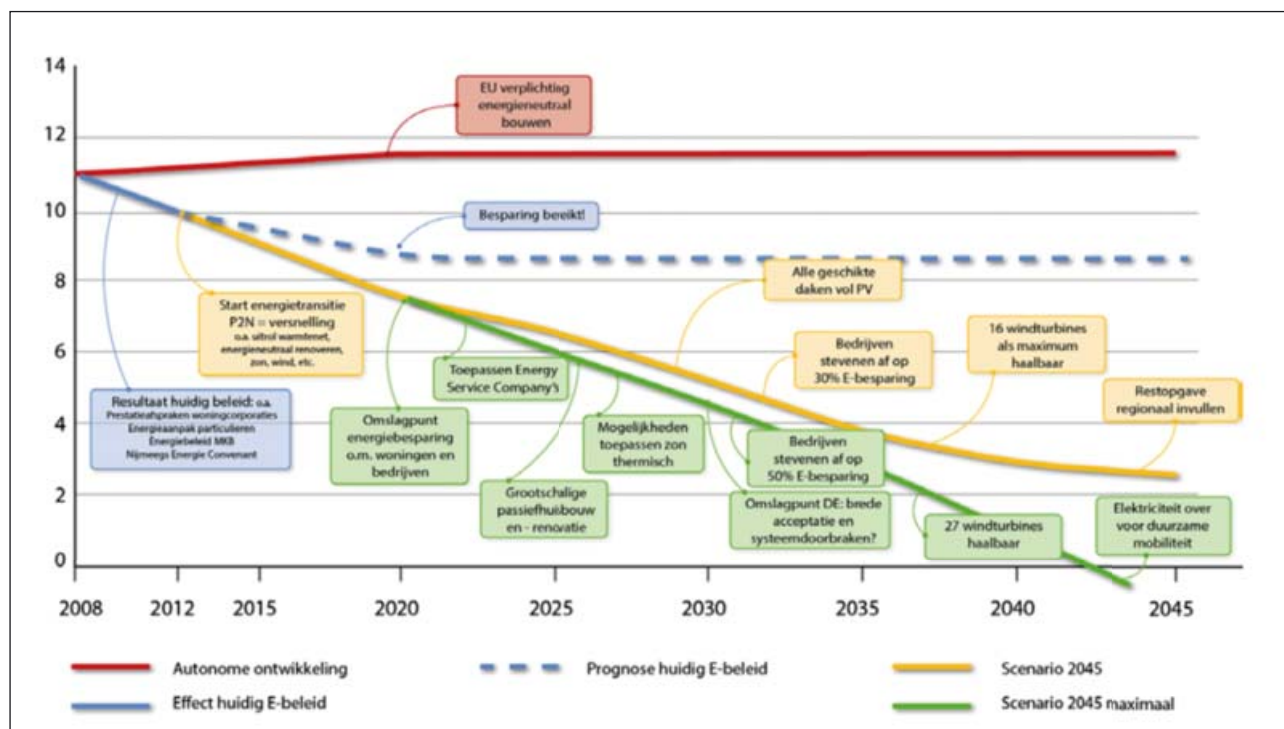 14
12
10
8
6
4
2
0
EU verplichting
energieneutraal
bouwen
Besparing bereikt!
Start energietransitie
P2N = versnelling
o.a. uitrol warmtenet,
energieneutraal renoveren,
zon, wind, etc.
Alle geschikte
daken vol PV
Bedrijven
stevenen af op
30% E-besparing
16 windturbines
als maximum
haalbaar
Restopgave
regionaal invullen
Resultaat huidig beleid: o.a.
Prestatieafspraken woningcorporaties
Energieaanpak particulieren
Energiebeleid MKB
Nijmeegs Energie Convenant
Omslagpunt
energiebesparing
o.m. woningen en
bedrijven
Toepassen Energy
Service Company's
Grootschalige
passiefhuisbouw
en - renovatie
Mogelijkheden
toepassen zon
thermisch
Bedrijven
stevenen af op
50% E-besparing
Omslagpunt DE: brede
acceptatie en
systeemdoorbraken?
27 windturbines
haalbaar
Elektriciteit over
voor duurzame
mobiliteit
2008 2012 2015 2020 2025 2030 2035 2040 2045
Autonome ontwikkeling
Prognose huidig E-beleid
Scenario 2045
Effect huidig E-beleid
Scenario 2045 maximaal